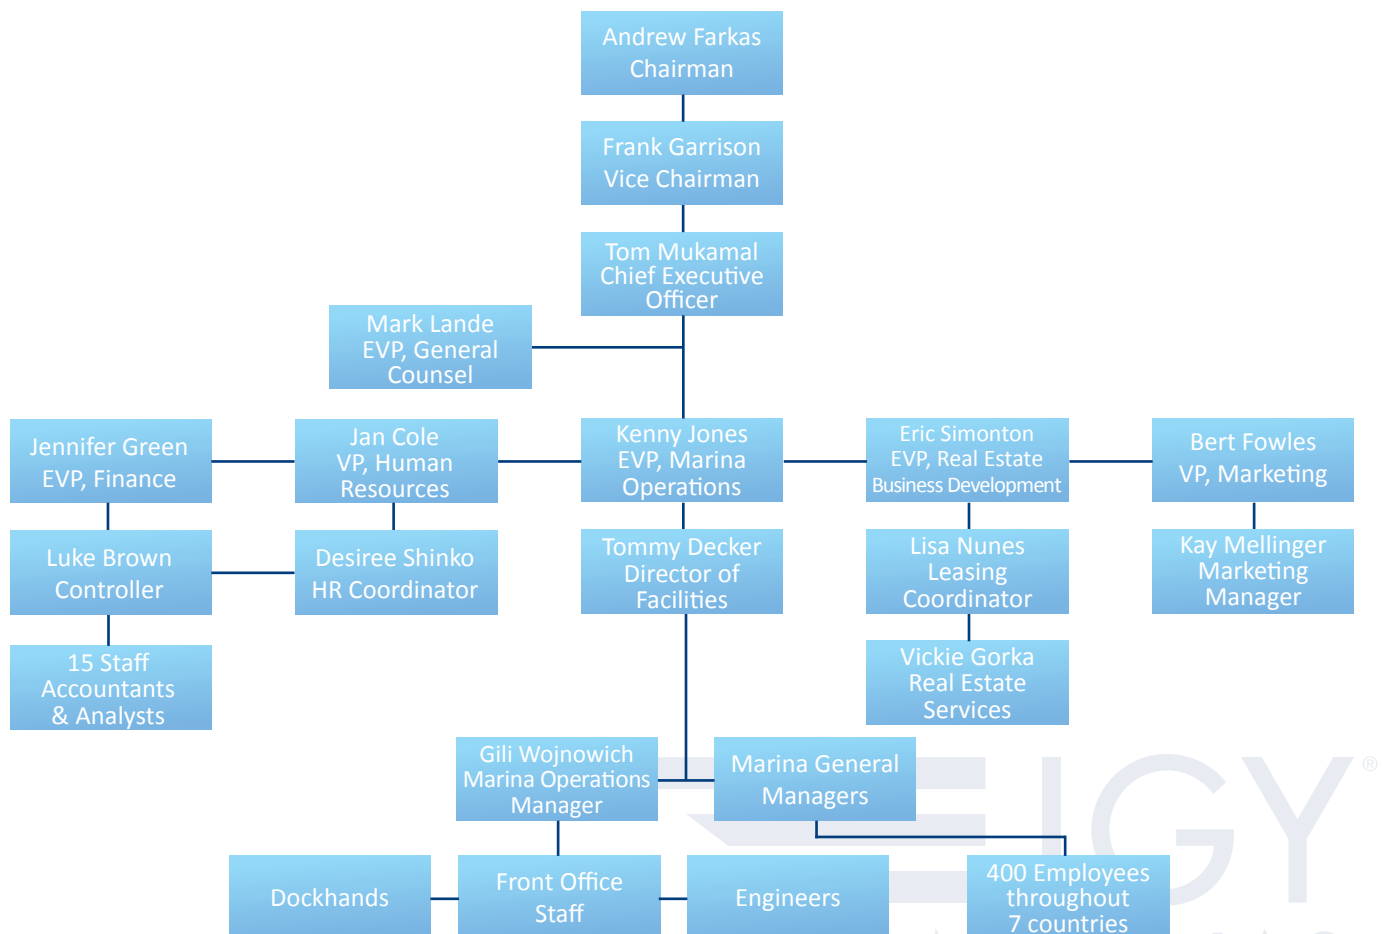 Andrew Farkas
Chairman
Frank Garrison
Vice Chairman
Tom Mukamal
Chief Executive
Officer
Mark Lande
EVP, General
Counsel
Jennifer Green
EVP, Finance
Jan Cole
VP, Human
Resources
Kenny Jones
EVP, Marina
Operations
Eric Simonton
EVP, Real Estate
Business Development
Bert Fowles
VP, Marketing
Luke Brown
Controller
Desiree Shinko
HR Coordinator
Tommy Decker
Director of
Facilities
Lisa Nunes
Leasing
Coordinator
Kay Mellinger
Marketing
Manager
15 Staff
Accountants
& Analysts
Vickie Gorka
Real Estate
Services
Gili Wojnowich
Marina Operations
Manager
Marina General
Managers
IGY®
Dockhands
Front Office
Staff
Engineers
400 Employees
throughout
7 countries